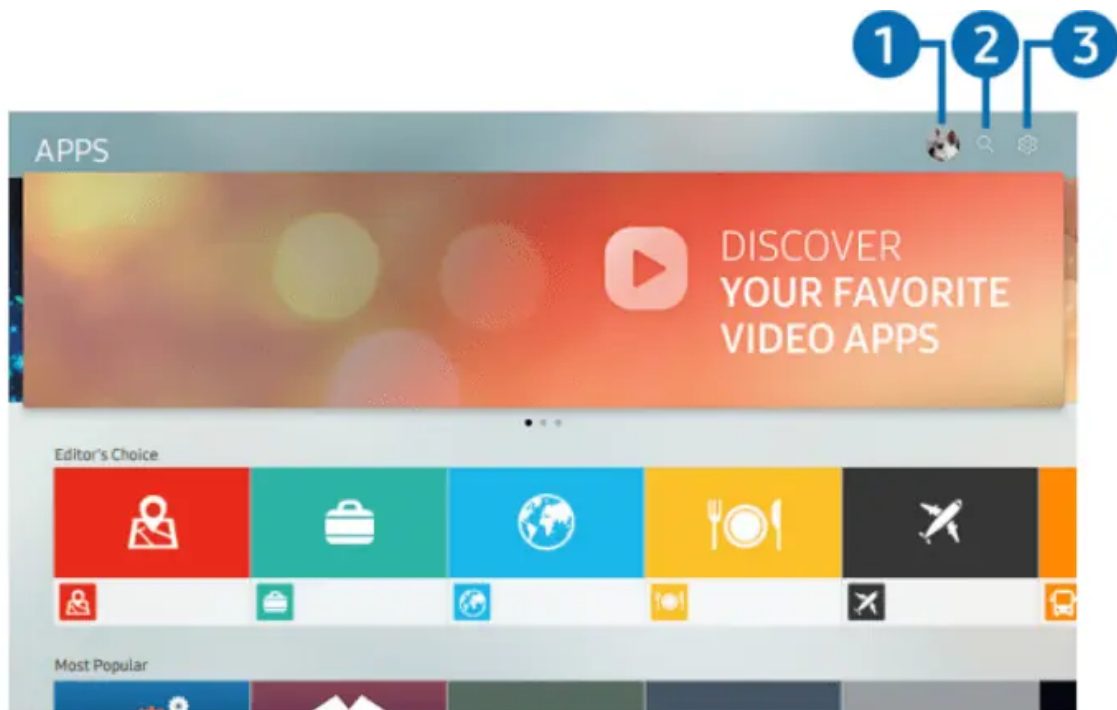 1 2 3
APPS
DISCOVER
YOUR FAVORITE
VIDEO APPS
Editor's Choice
Most Popular